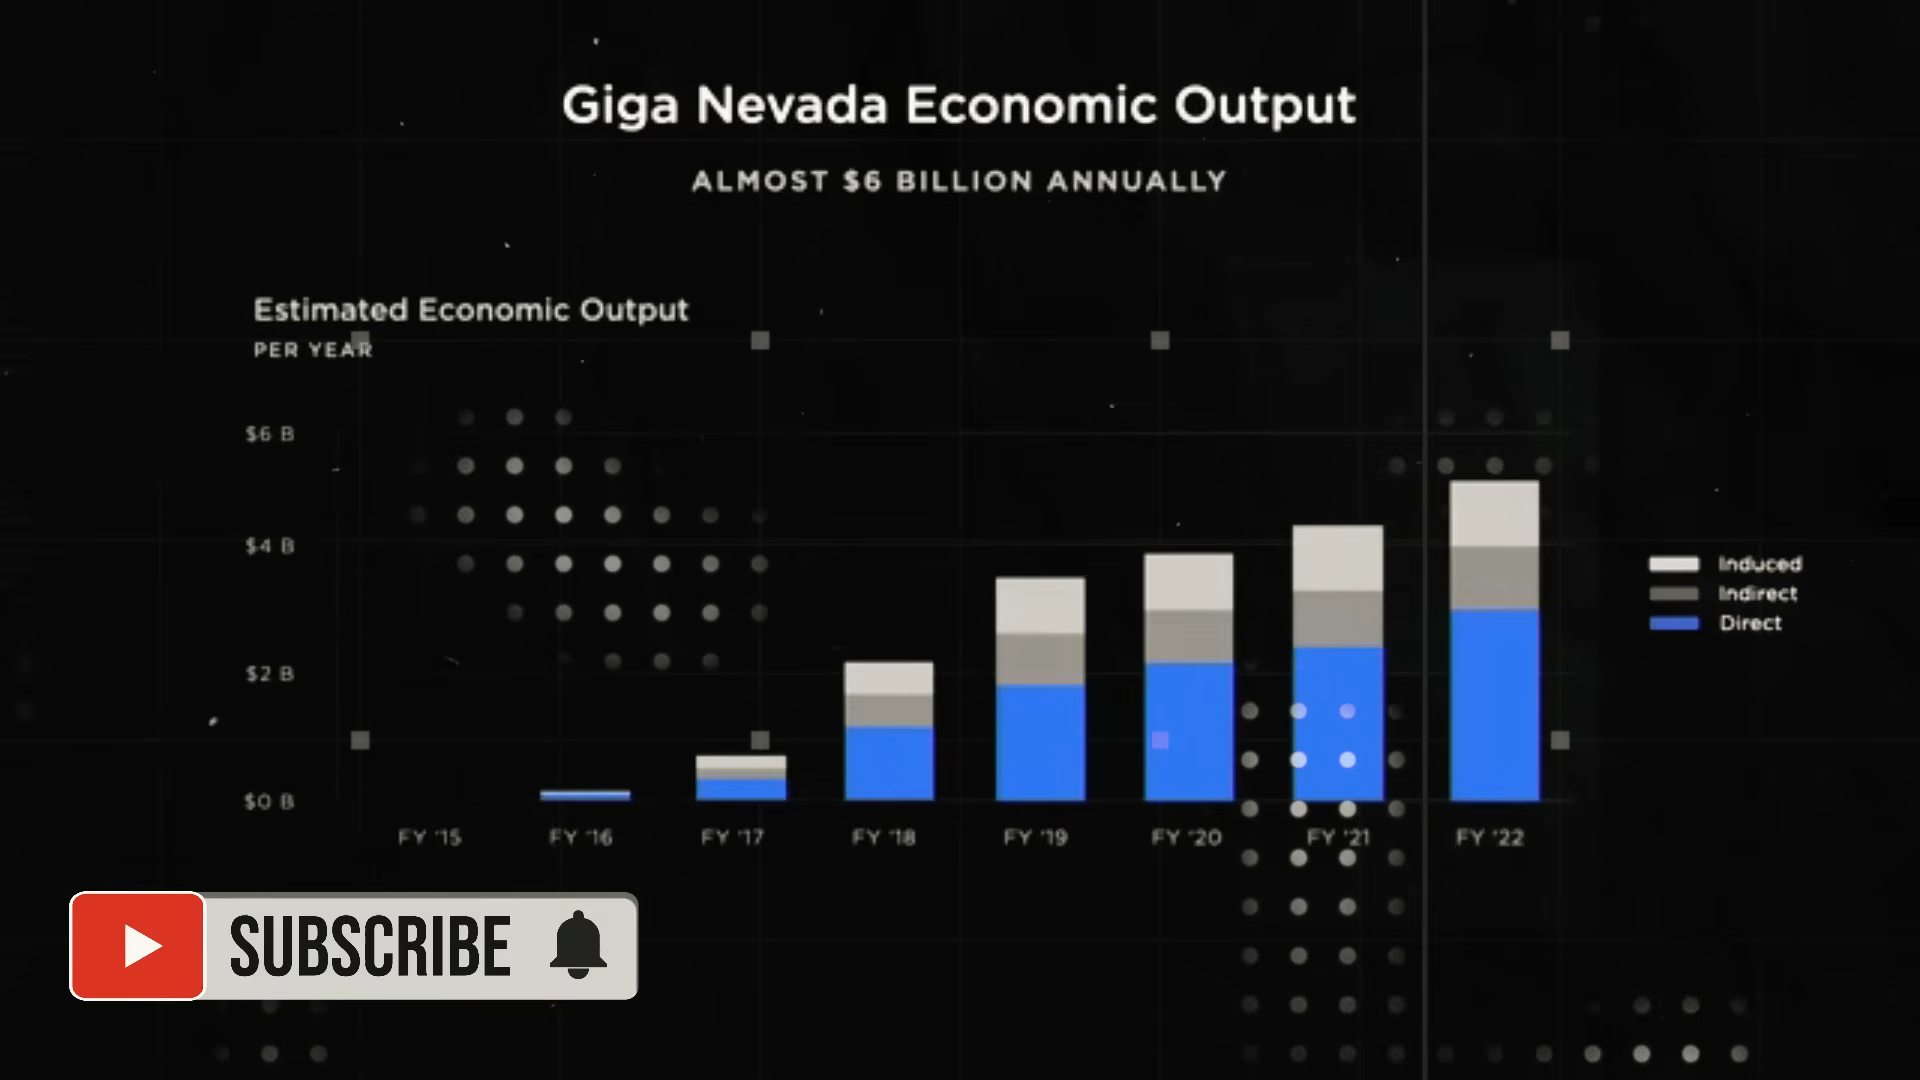 Giga Nevada Economic Output
ALMOST $6 BILLION ANNUALLY
Estimated Economic Output
PER YEAR
$6 B
$4 B
$2 B
$0 B
FY '15
FY '16
FY '17
FY '18
FY '19
FY '20
FY '21
FY '22
Induced
Indirect
Direct
SUBSCRIBE